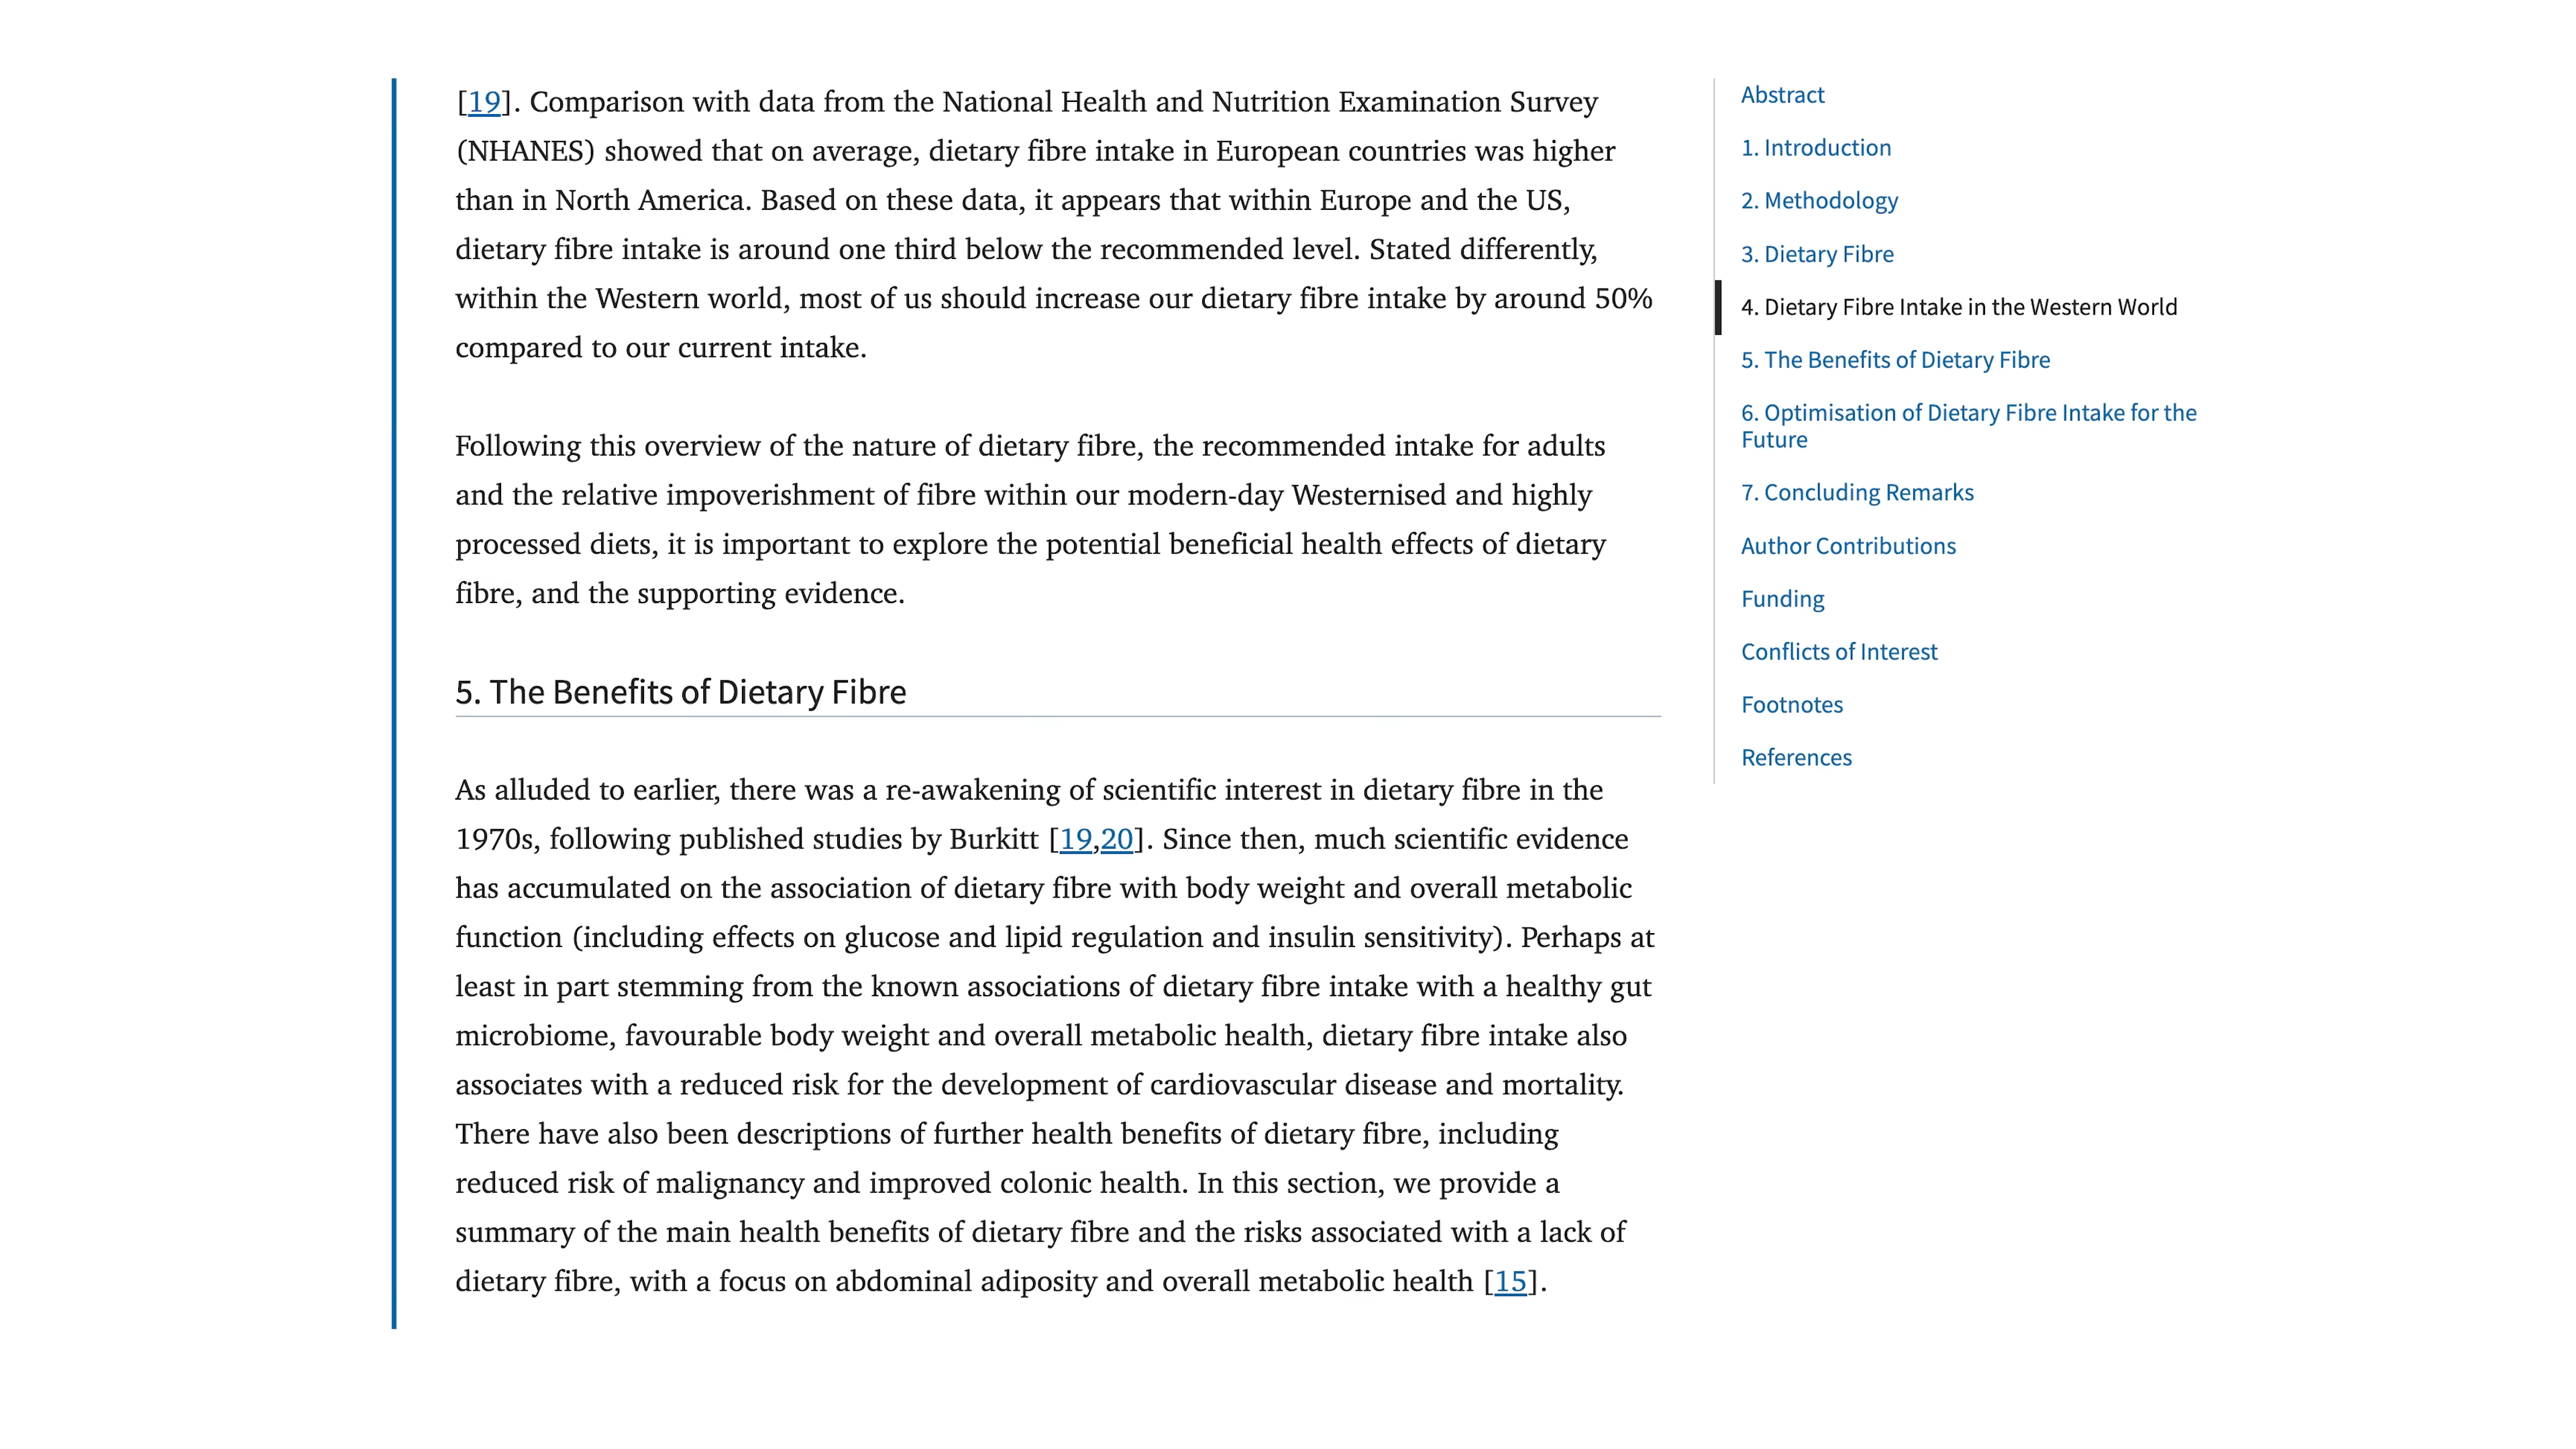 [19]. Comparison with data from the National Health and Nutrition Examination Survey
(NHANES) showed that on average, dietary fibre intake in European countries was higher
than in North America. Based on these data, it appears that within Europe and the US,
dietary fibre intake is around one third below the recommended level. Stated differently,
within the Western world, most of us should increase our dietary fibre intake by around 50%
compared to our current intake.
Following this overview of the nature of dietary fibre, the recommended intake for adults
and the relative impoverishment of fibre within our modern-day Westernised and highly
processed diets, it is important to explore the potential beneficial health effects of dietary
fibre, and the supporting evidence.
5. The Benefits of Dietary Fibre
As alluded to earlier, there was a re-awakening of scientific interest in dietary fibre in the
1970s, following published studies by Burkitt [19,20]. Since then, much scientific evidence
has accumulated on the association of dietary fibre with body weight and overall metabolic
function (including effects on glucose and lipid regulation and insulin sensitivity). Perhaps at
least in part stemming from the known associations of dietary fibre intake with a healthy gut
microbiome, favourable body weight and overall metabolic health, dietary fibre intake also
associates with a reduced risk for the development of cardiovascular disease and mortality.
There have also been descriptions of further health benefits of dietary fibre, including
reduced risk of malignancy and improved colonic health. In this section, we provide a
summary of the main health benefits of dietary fibre and the risks associated with a lack of
dietary fibre, with a focus on abdominal adiposity and overall metabolic health [15].
Abstract
1. Introduction
2. Methodology
3. Dietary Fibre
4. Dietary Fibre Intake in the Western World
5. The Benefits of Dietary Fibre
6. Optimisation of Dietary Fibre Intake for the
Future
7. Concluding Remarks
Author Contributions
Funding
Conflicts of Interest
Footnotes
References